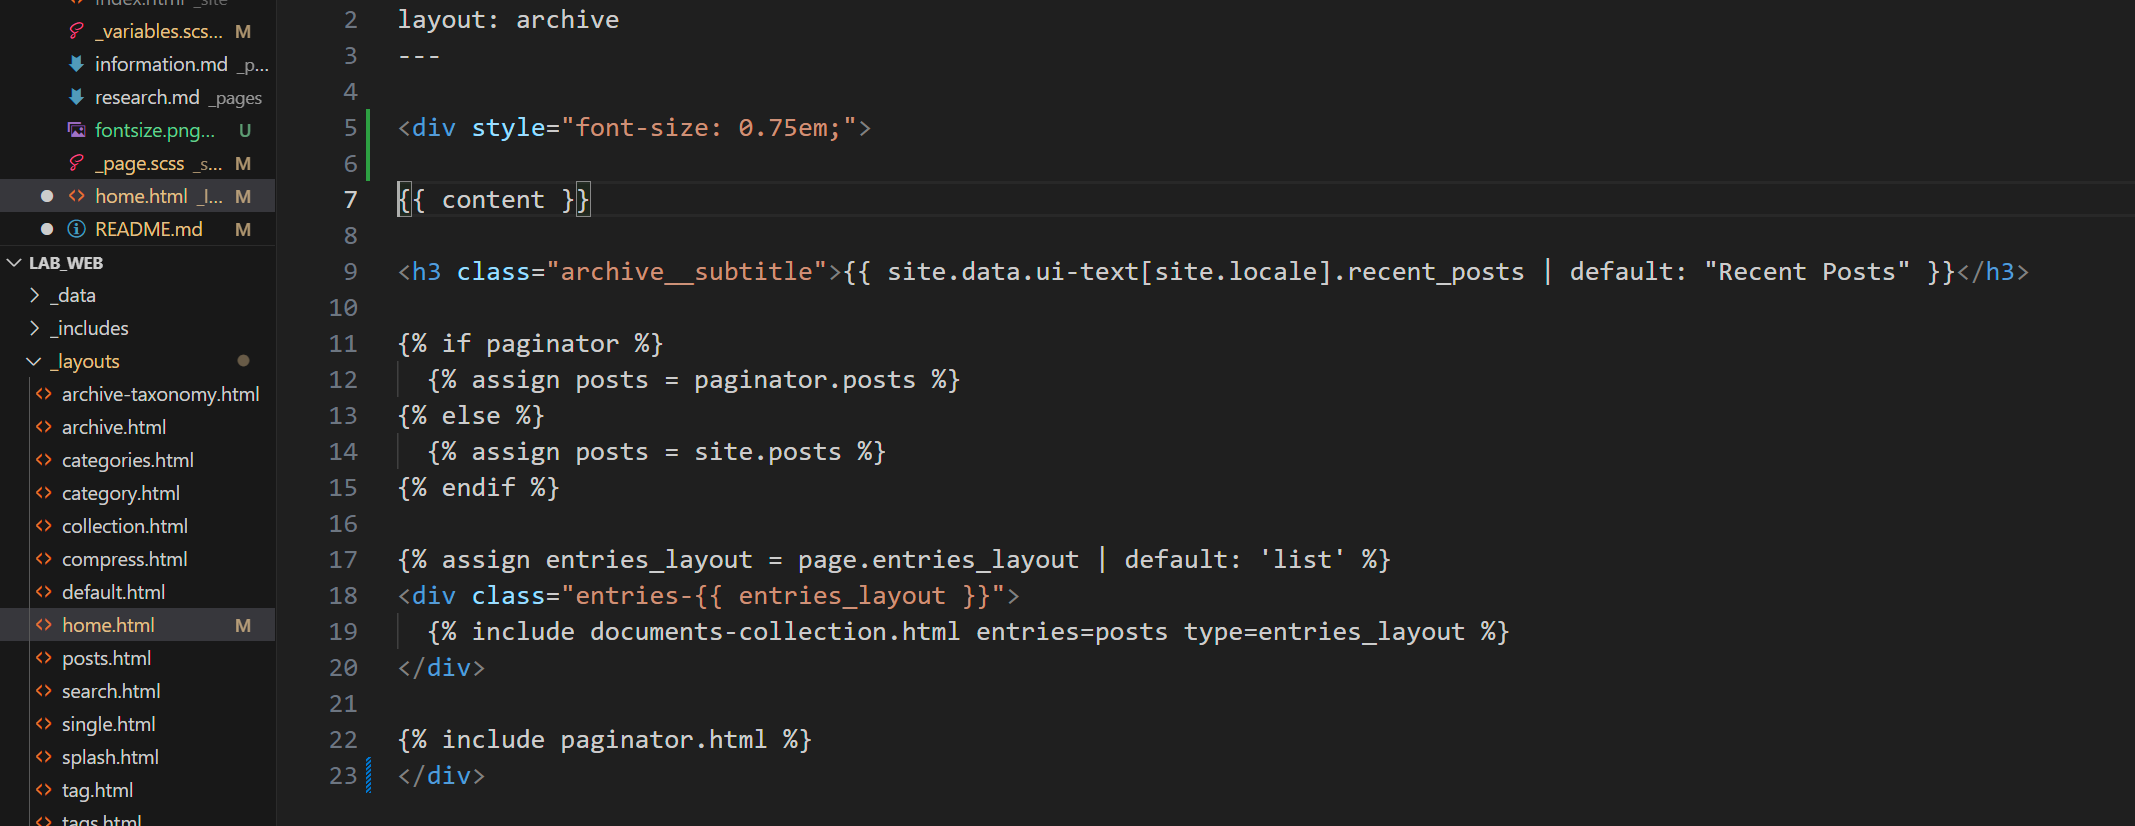 index.html _site
_variables.scs... M
information.md _p...
research.md _pages
fontsize.png... U
_page.scss _s... M
home.html _l... M
README.md M
LAB_WEB
_data
_includes
_layouts
archive-taxonomy.html
archive.html
categories.html
category.html
collection.html
compress.html
default.html
home.html M
posts.html
search.html
single.html
splash.html
tag.html
tags.html
2 layout: archive
3 ---
4
5 <div style="font-size: 0.75em;">
6
7 {{ content }}
8
9 <h3 class="archive__subtitle">{{ site.data.ui-text[site.locale].recent_posts | default: "Recent Posts" }}</h3>
10
11 {% if paginator %}
12 {% assign posts = paginator.posts %}
13 {% else %}
14 {% assign posts = site.posts %}
15 {% endif %}
16
17 {% assign entries_layout = page.entries_layout | default: 'list' %}
18 <div class="entries-{{ entries_layout }}">
19 {% include documents-collection.html entries=posts type=entries_layout %}
20 </div>
21
22 {% include paginator.html %}
23 </div>